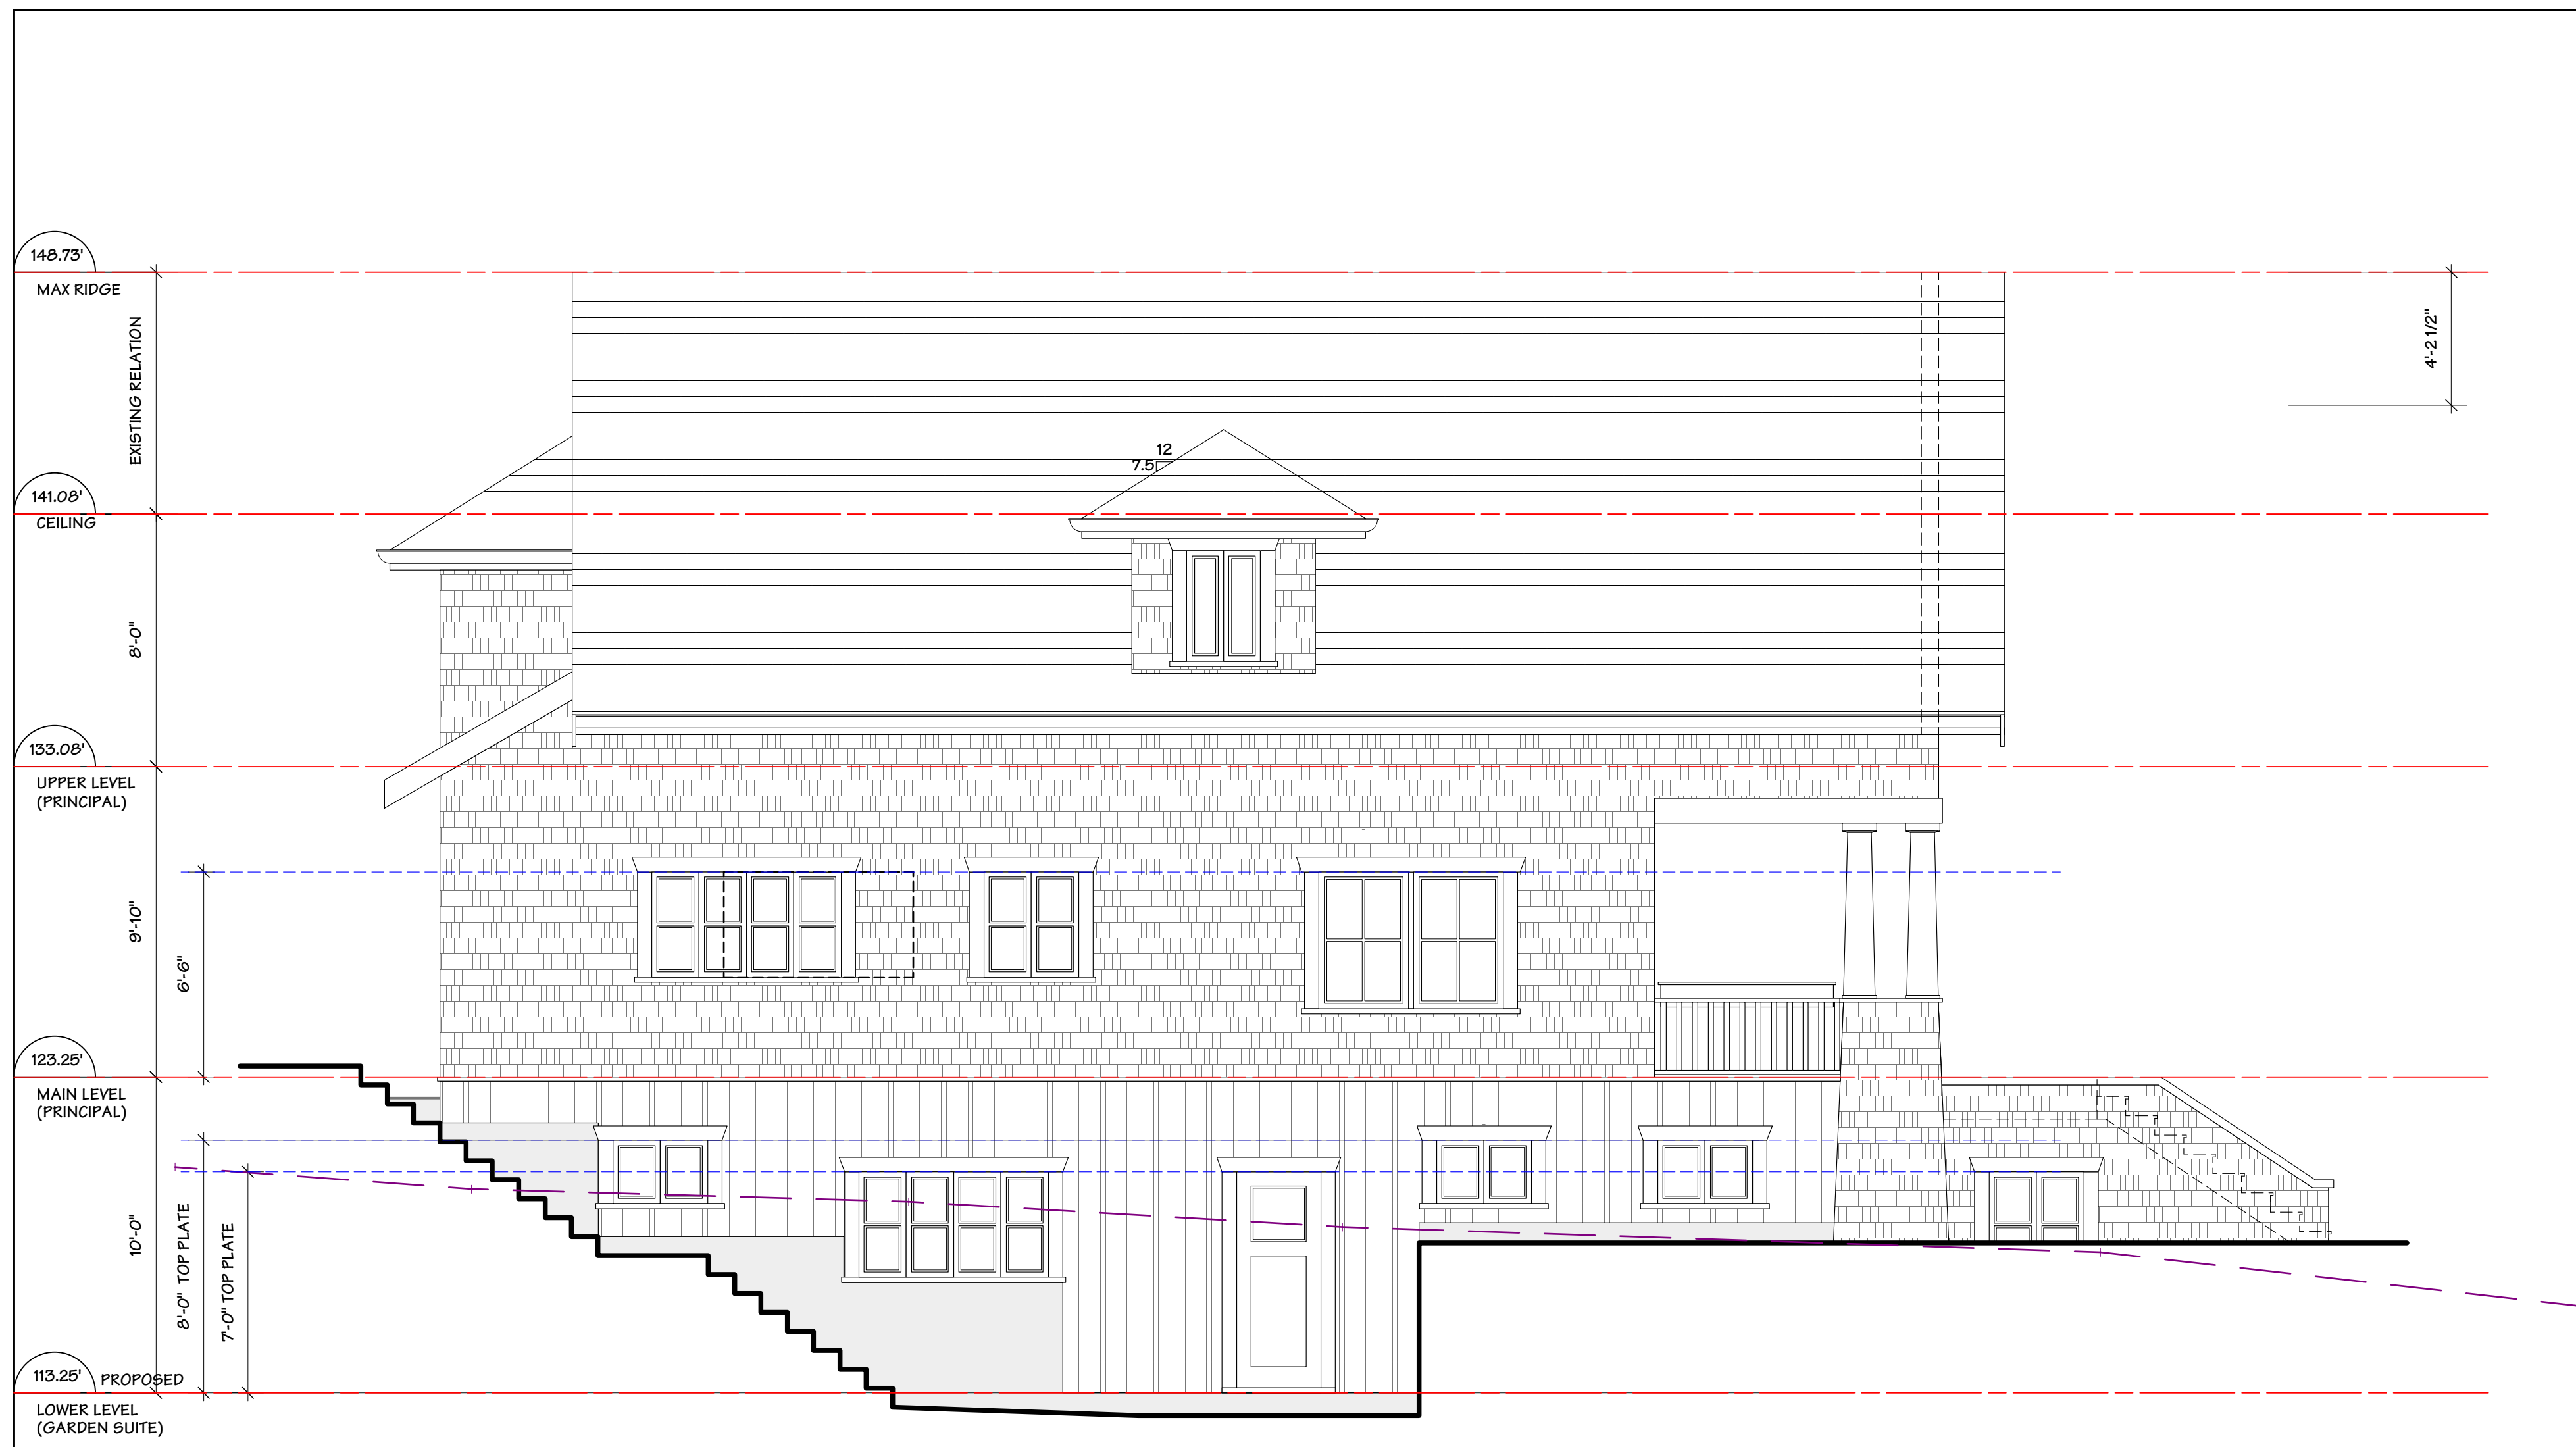 148.73'
MAX RIDGE
EXISTING RELATION
4'-2 1/2"
12
7.5
141.08'
CEILING
8'-0"
133.08'
UPPER LEVEL
(PRINCIPAL)
9'-10"
6'-6"
123.25'
MAIN LEVEL
(PRINCIPAL)
10'-0"
8'-0" TOP PLATE
7'-0" TOP PLATE
113.25'
PROPOSED
LOWER LEVEL
(GARDEN SUITE)